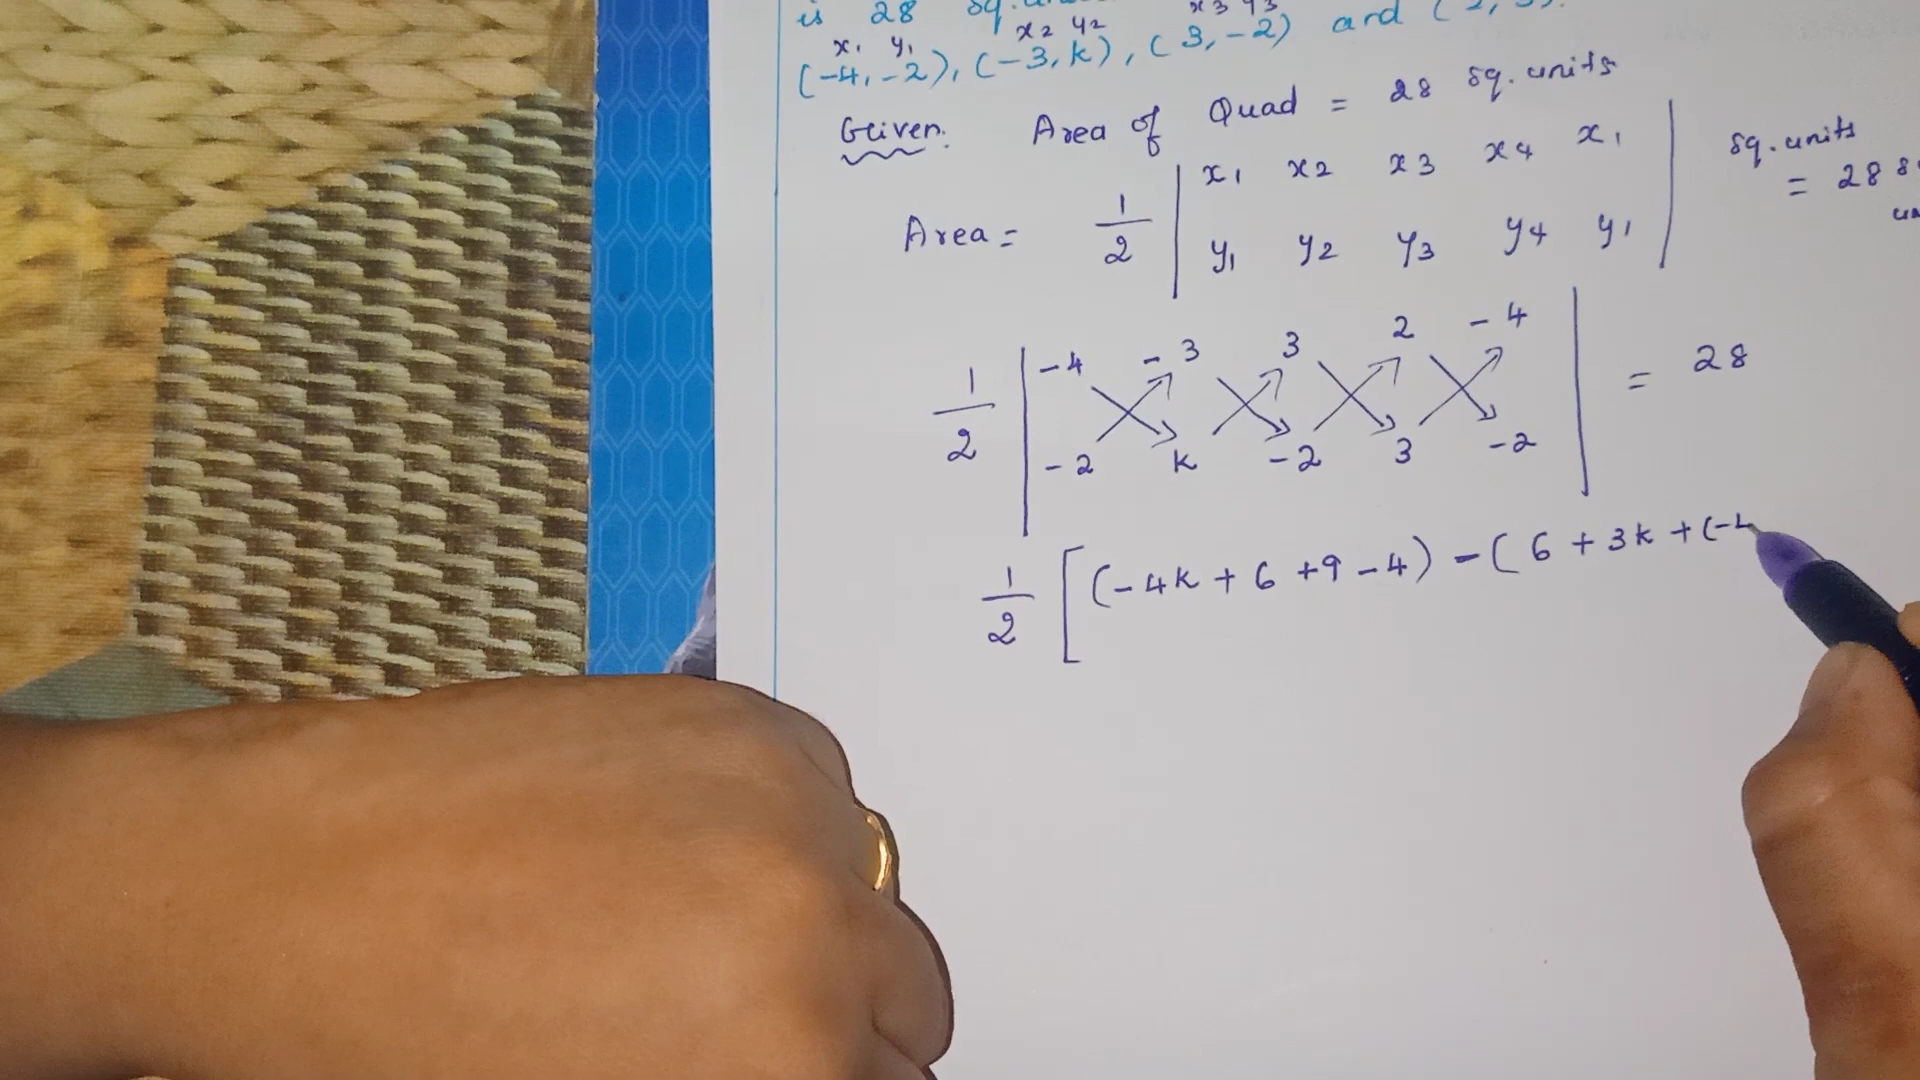 is 28 sq.
x1 y1 x2 y2 x3 y3
(-4,-2), (-3,k), (3,-2) and
Given. Area of Quad = 28 sq. units
Area = 1/2 | x1 x2 x3 x4 x1 | sq. units
y1 y2 y3 y4 y1 = 28
1/2 | -4 -3 3 2 -4 | = 28
-2 k -2 3 -2
1/2 [ (-4k + 6 + 9 - 4) - ( 6 + 3k + (-4